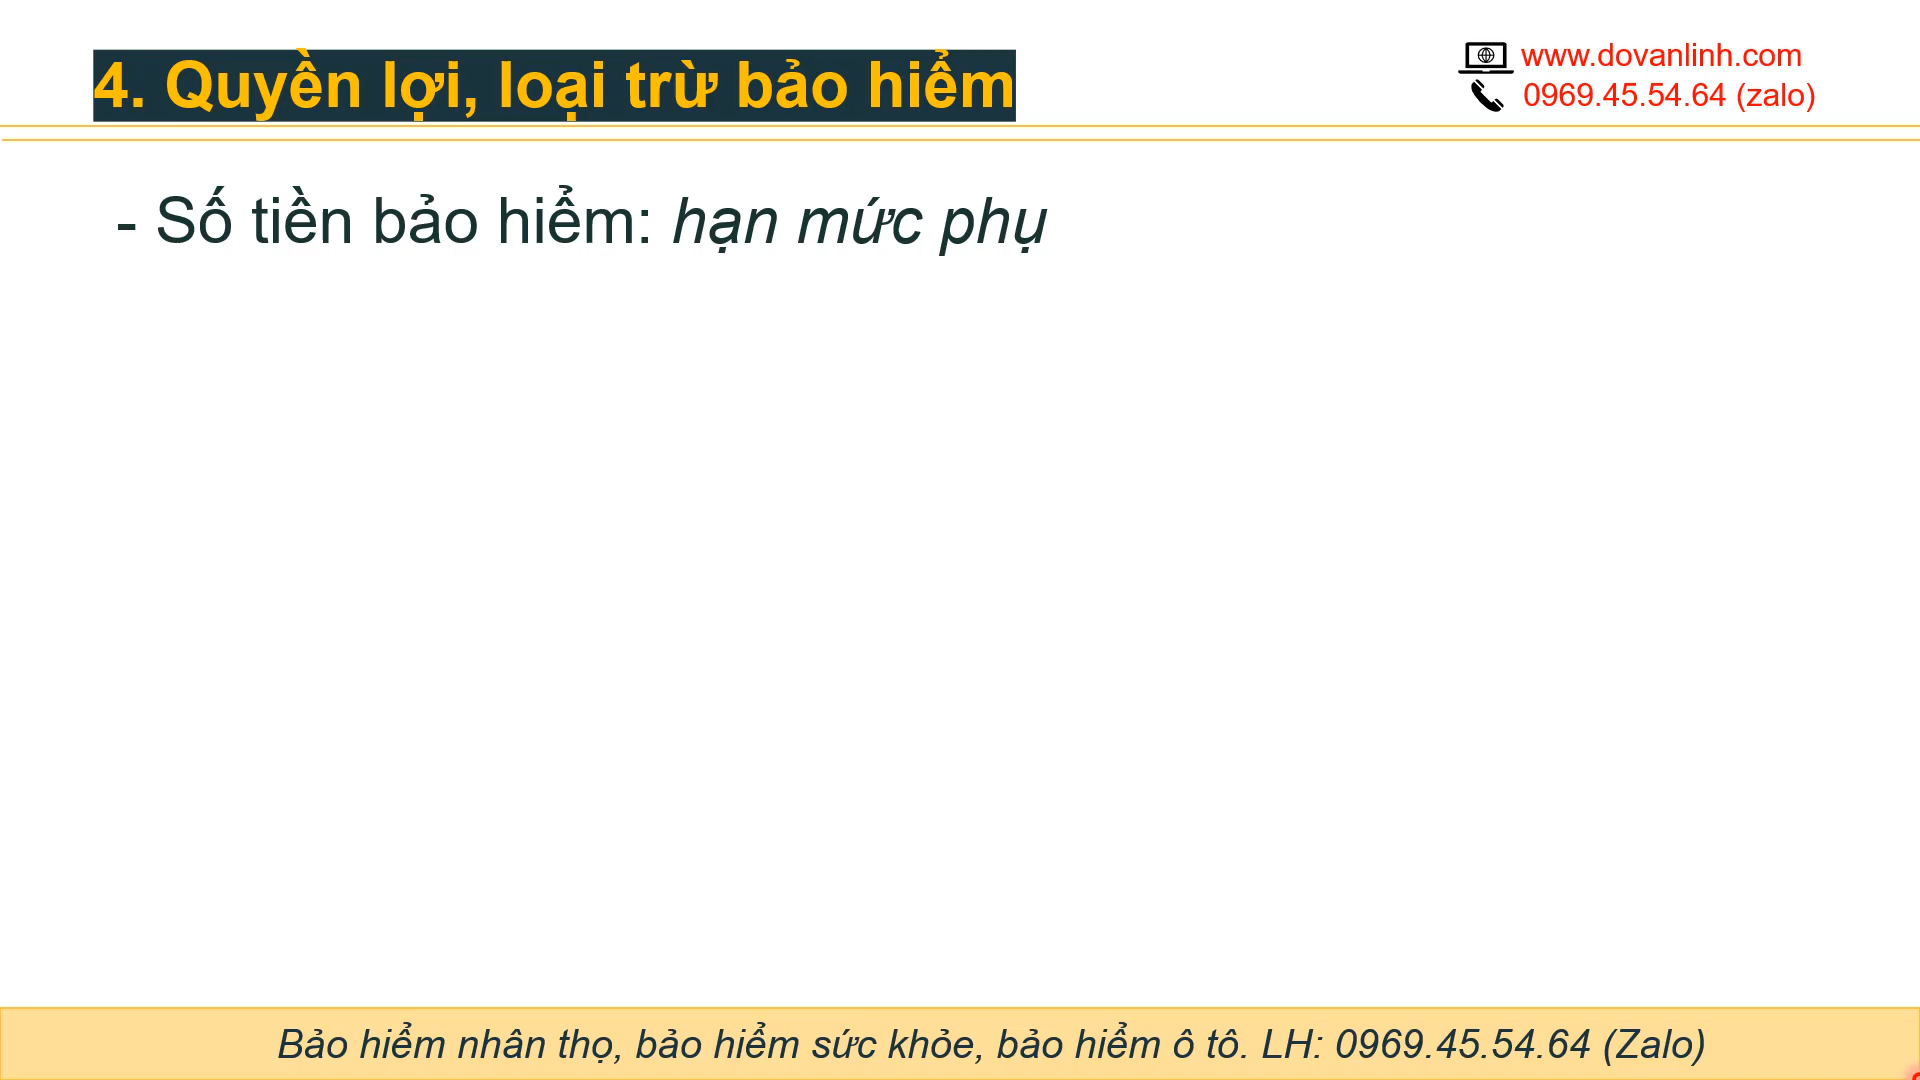 4. Quyền lợi, loại trừ bảo hiểm
www.dovanlinh.com
0969.45.54.64 (zalo)
- Số tiền bảo hiểm: hạn mức phụ
Bảo hiểm nhân thọ, bảo hiểm sức khỏe, bảo hiểm ô tô. LH: 0969.45.54.64 (Zalo)